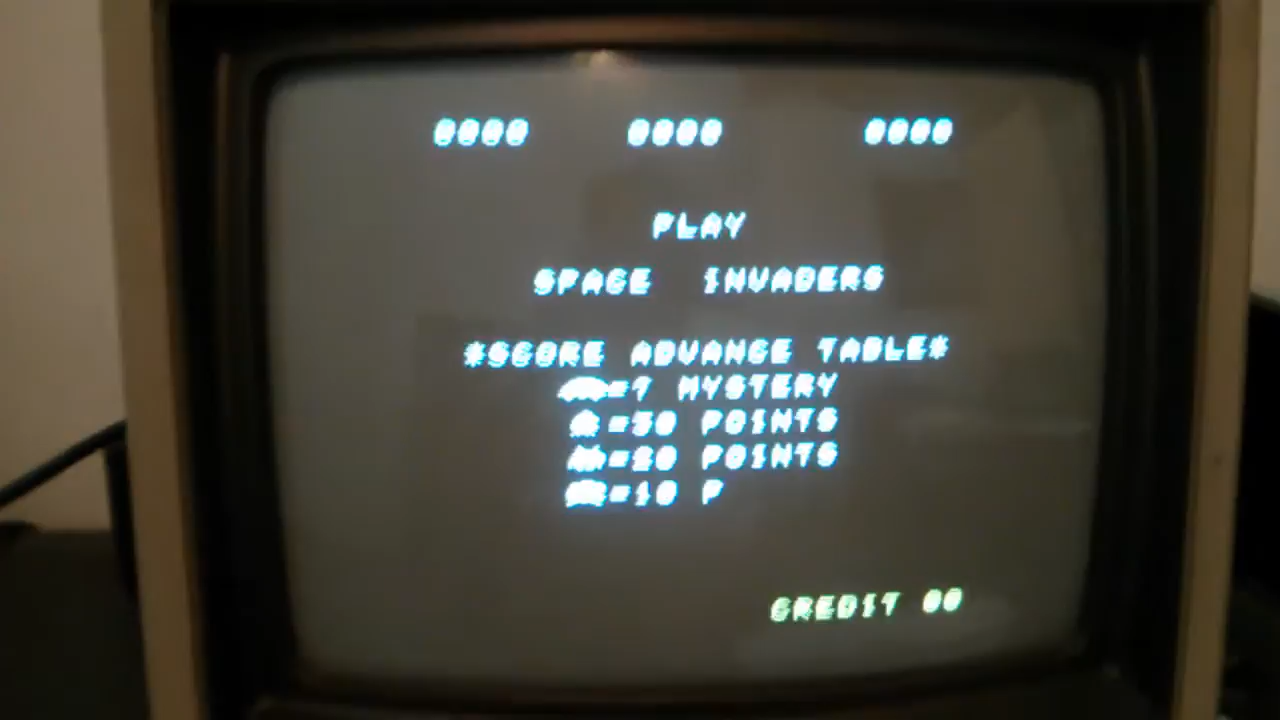 0000 0000 0000
PLAY
SPACE INVADERS
*SCORE ADVANCE TABLE*
=? MYSTERY
=30 POINTS
=20 POINTS
=10 P
CREDIT 00